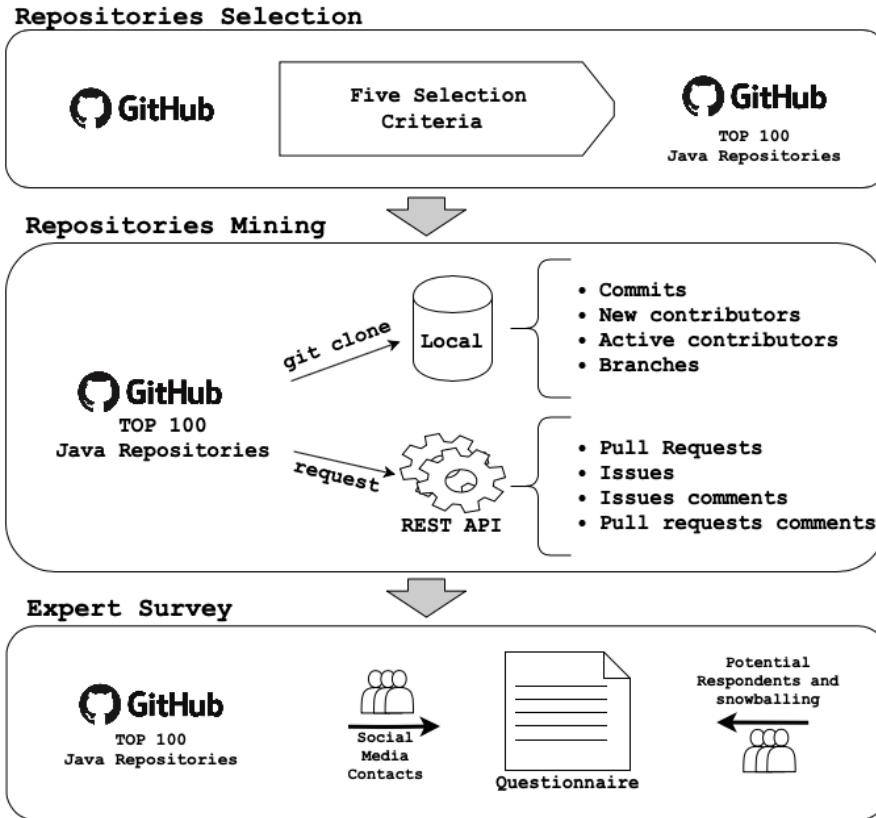 Repositories Selection
GitHub
Five Selection
Criteria
GitHub
TOP 100
Java Repositories
Repositories Mining
GitHub
TOP 100
Java Repositories
git clone
Local
• Commits
• New contributors
• Active contributors
• Branches
request
REST API
• Pull Requests
• Issues
• Issues comments
• Pull requests comments
Expert Survey
GitHub
TOP 100
Java Repositories
Social
Media
Contacts
Questionnaire
Potential
Respondents and
snowballing